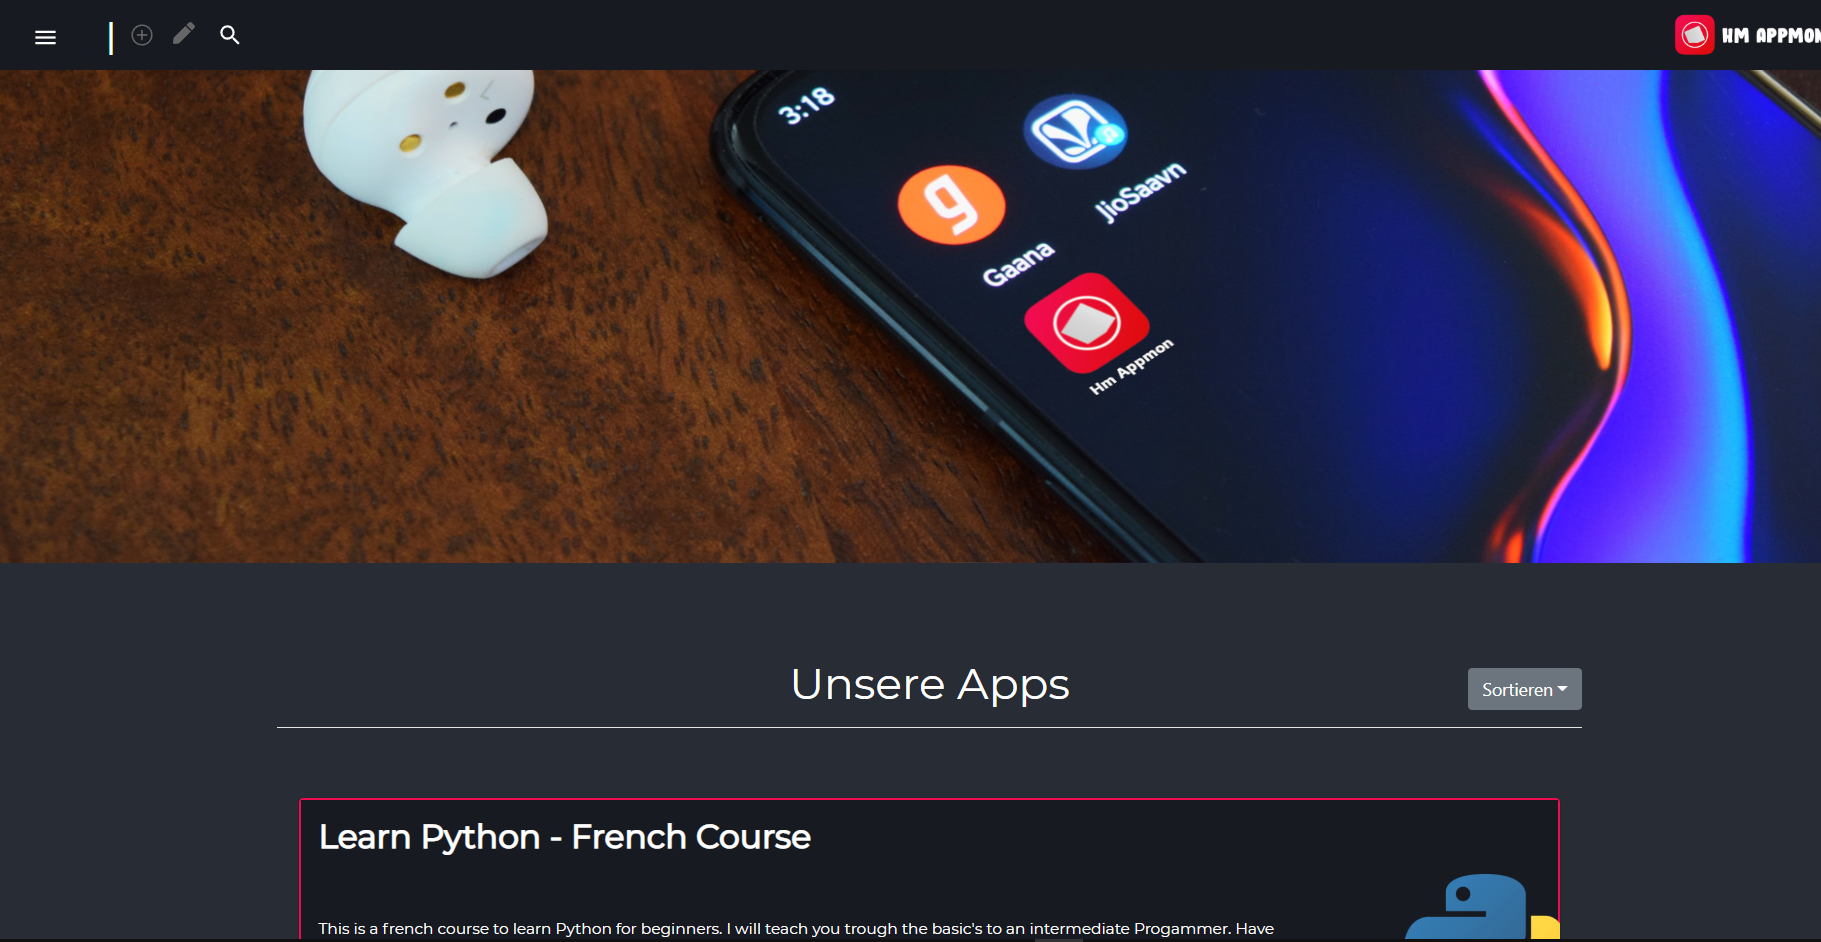 HM APPMON
3:18
JioSaavn
g
Gaana
Hm Appmon
Unsere Apps
Sortieren
Learn Python - French Course
This is a french course to learn Python for beginners. I will teach you trough the basic's to an intermediate Progammer. Have